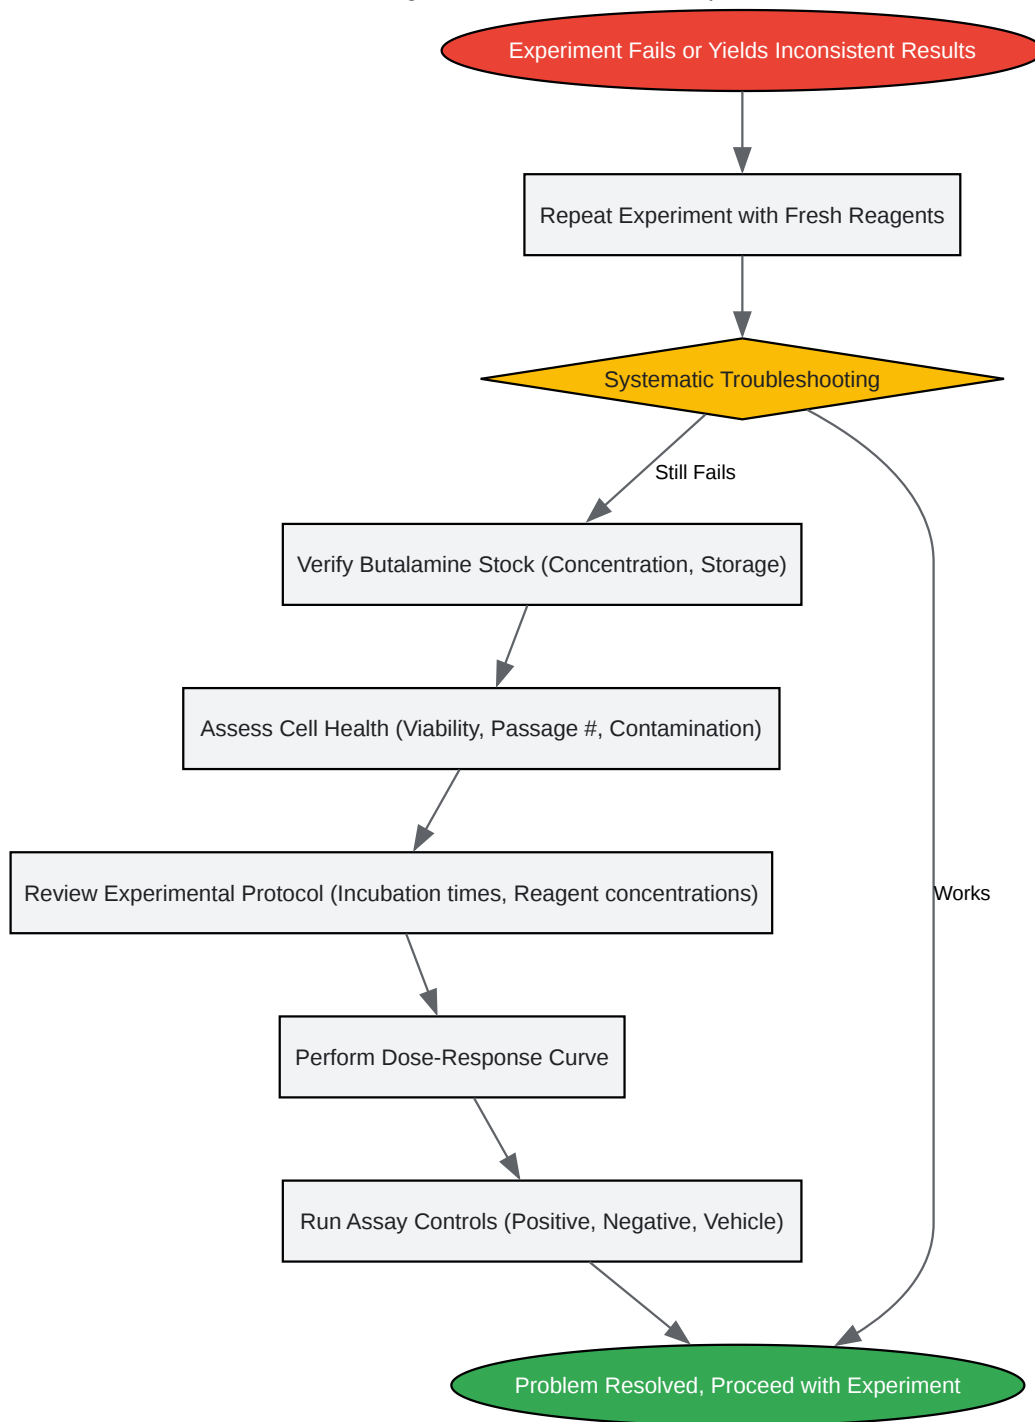 Experiment Fails or Yields Inconsistent Results
Repeat Experiment with Fresh Reagents
Systematic Troubleshooting
Still Fails
Verify Butalamine Stock (Concentration, Storage)
Assess Cell Health (Viability, Passage #, Contamination)
Review Experimental Protocol (Incubation times, Reagent concentrations)
Works
Perform Dose-Response Curve
Run Assay Controls (Positive, Negative, Vehicle)
Problem Resolved, Proceed with Experiment